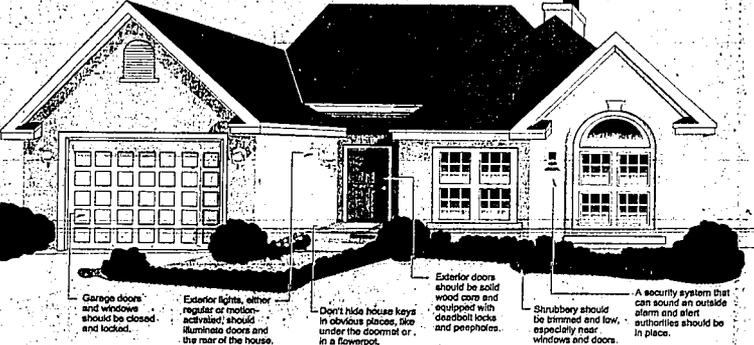 Garage doors
and windows
should be closed
and locked.
Exterior lights, either
regular or motion-
activated, should
illuminate doors and
the rear of the house.
Don't hide house keys
in obvious places, like
under the doormat or
in a flowerpot.
Exterior doors
should be solid
wood core and
equipped with
deadbolt locks
and peepholes.
Shrubbery should
be trimmed and low,
especially near
windows and doors.
A security system that
can sound an outside
alarm and alert
authorities should be
in place.